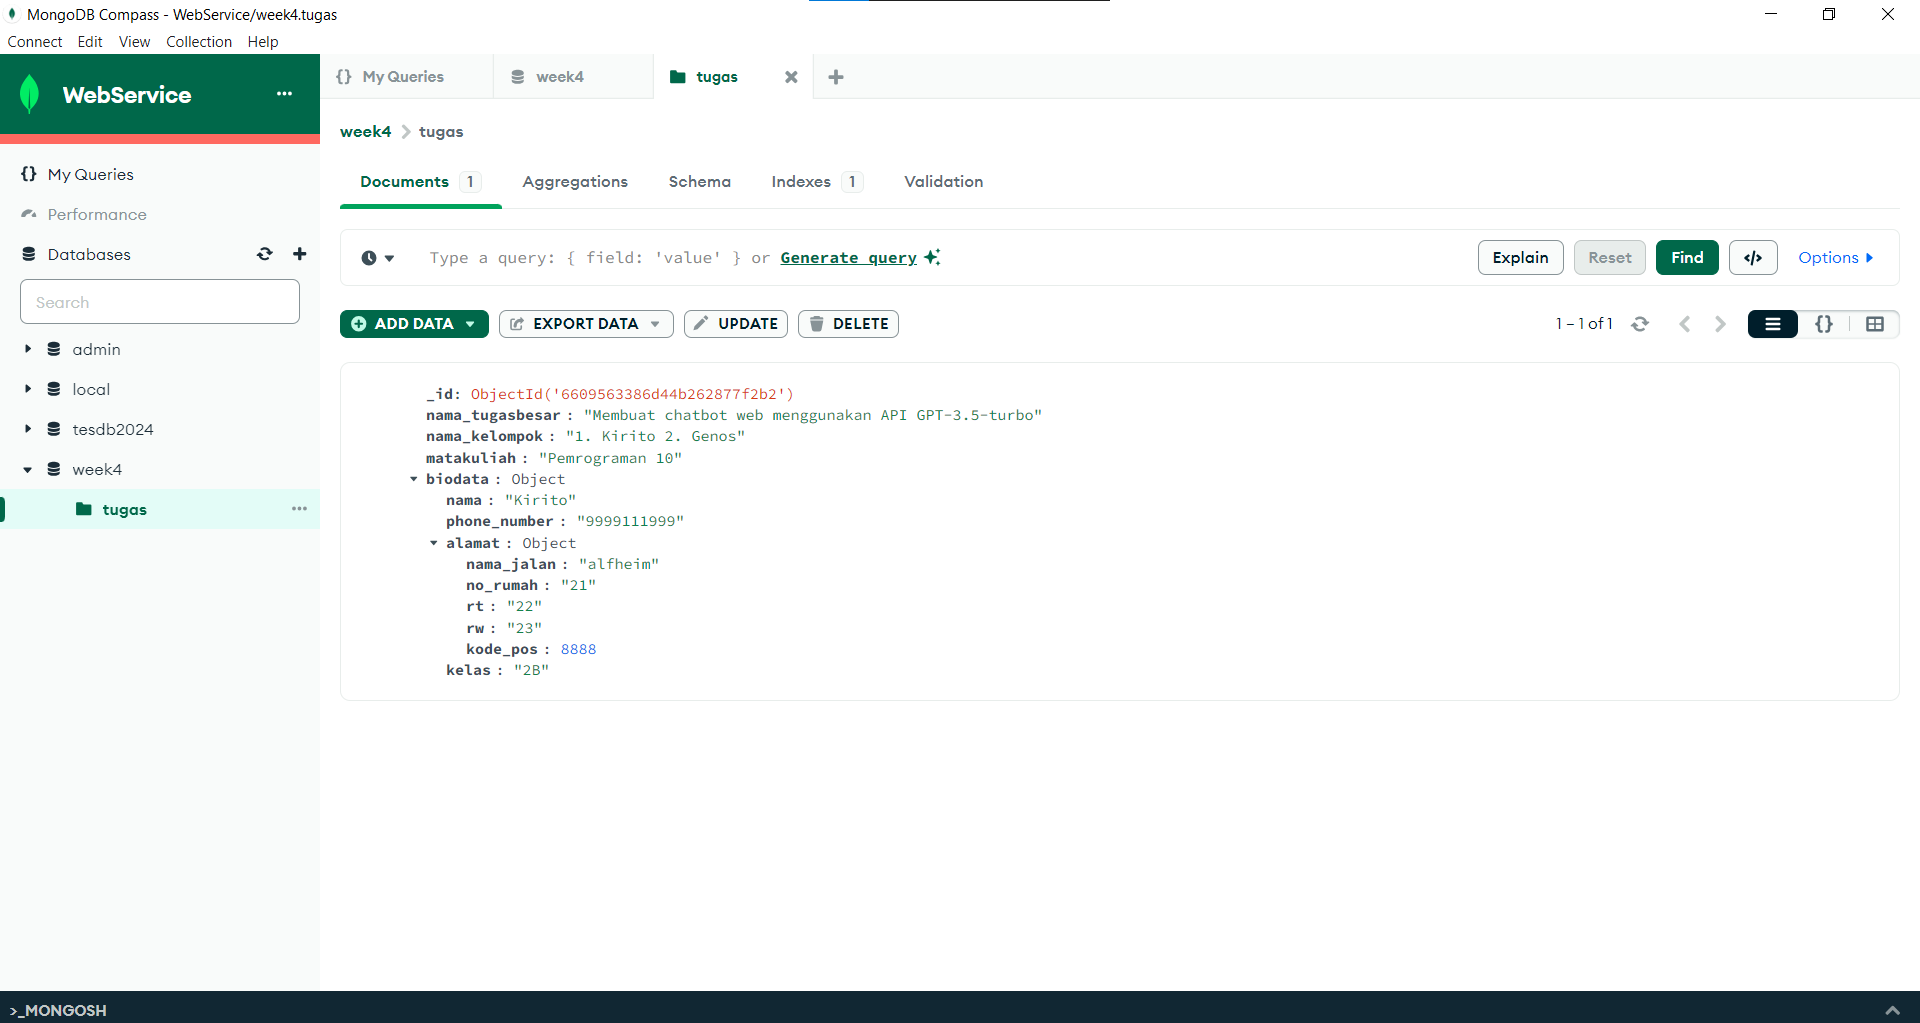 MongoDB Compass - WebService/week4.tugas
Connect Edit View Collection Help
WebService
My Queries
Performance
Databases
Search
admin
local
tesdb2024
week4
tugas
{} My Queries week4 tugas
week4 > tugas
Documents 1 Aggregations Schema Indexes 1 Validation
Type a query: { field: 'value' } or Generate query Explain Reset Find </> Options
ADD DATA EXPORT DATA UPDATE DELETE 1 – 1 of 1 {}
_id: ObjectId('6609563386d44b262877f2b2')
nama_tugasbesar : "Membuat chatbot web menggunakan API GPT-3.5-turbo"
nama_kelompok : "1. Kirito 2. Genos"
matakuliah : "Pemrograman 10"
biodata : Object
nama : "Kirito"
phone_number : "9999111999"
alamat : Object
nama_jalan : "alfheim"
no_rumah : "21"
rt : "22"
rw : "23"
kode_pos : 8888
kelas : "2B"
>_MONGOSH